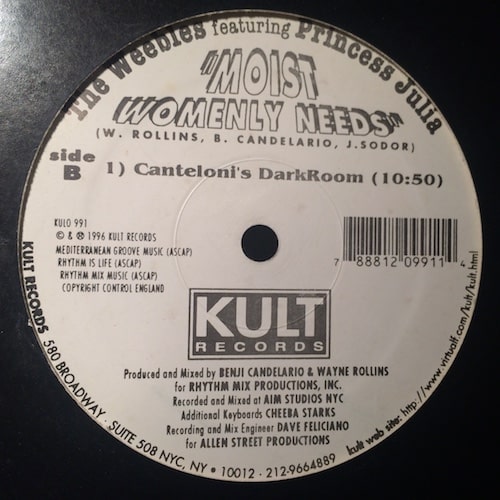 The Weebles featuring Princess Julia
"MOIST
WOMENLY NEEDS"
(W. ROLLINS, B. CANDELARIO, J.SODOR)
side
B
1) Canteloni's DarkRoom (10:50)
KULO 991
© & ℗ 1996 KULT RECORDS
MEDITERRANEAN GROOVE MUSIC (ASCAP)
RHYTHM IS LIFE (ASCAP)
RHYTHM MIX MUSIC (ASCAP)
COPYRIGHT CONTROL ENGLAND
7 88812 09911 4
KULT
RECORDS
Produced and Mixed by BENJI CANDELARIO & WAYNE ROLLINS
for RHYTHM MIX PRODUCTIONS, INC.
Recorded and Mixed at AIM STUDIOS NYC
Additional Keyboards CHEEBA STARKS
Recording and Mix Engineer DAVE FELICIANO
for ALLEN STREET PRODUCTIONS
KULT RECORDS 580 BROADWAY · SUITE 508 NYC, NY • 10012 · 212-9664889
kult web site: http://www.virtualf.com/kult/kult.html